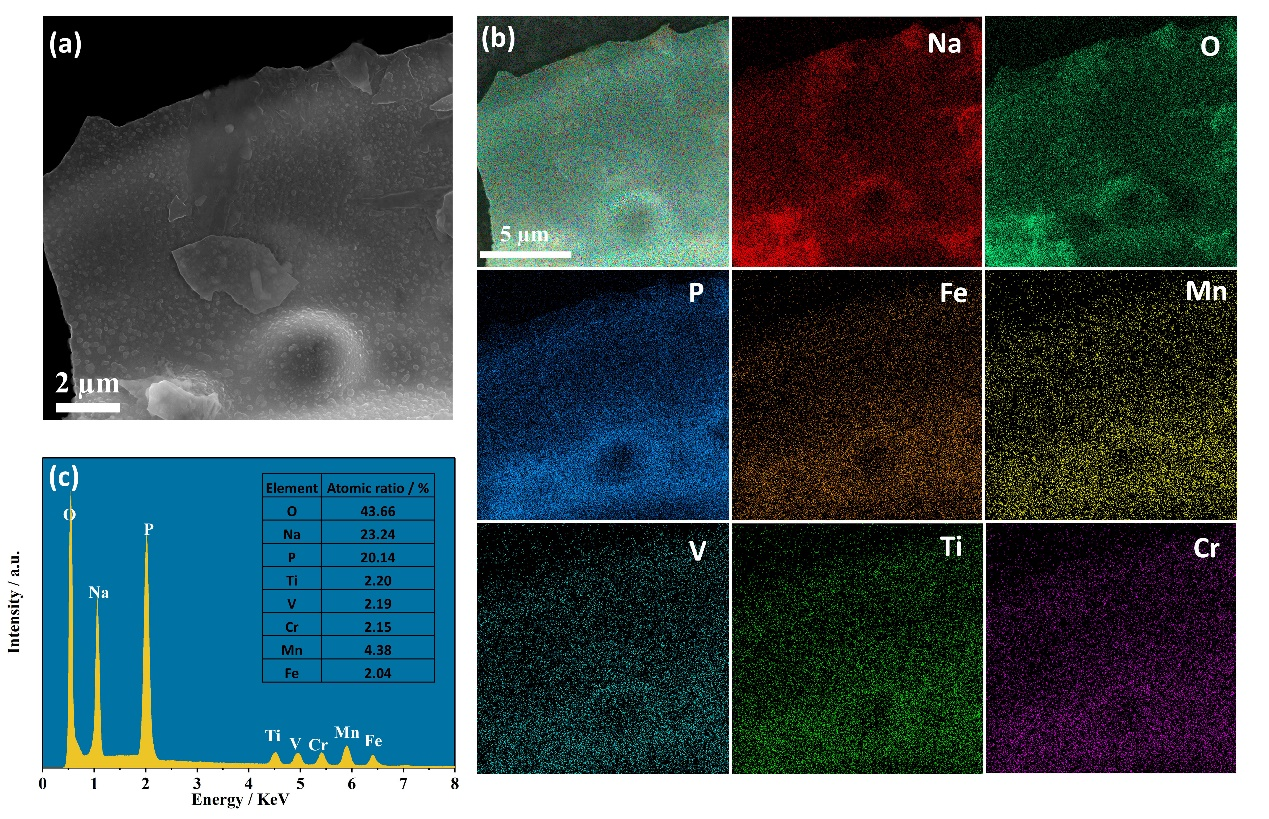 (a)
2 μm
(b)
5 μm
Na
O
P
Fe
Mn
V
Ti
Cr
(c)
Element Atomic ratio / %
O 43.66
Na 23.24
P 20.14
Ti 2.20
V 2.19
Cr 2.15
Mn 4.38
Fe 2.04
O
Na
P
Ti
V
Cr
Mn
Fe
Intensity / a.u.
0 1 2 3 4 5 6 7 8
Energy / KeV